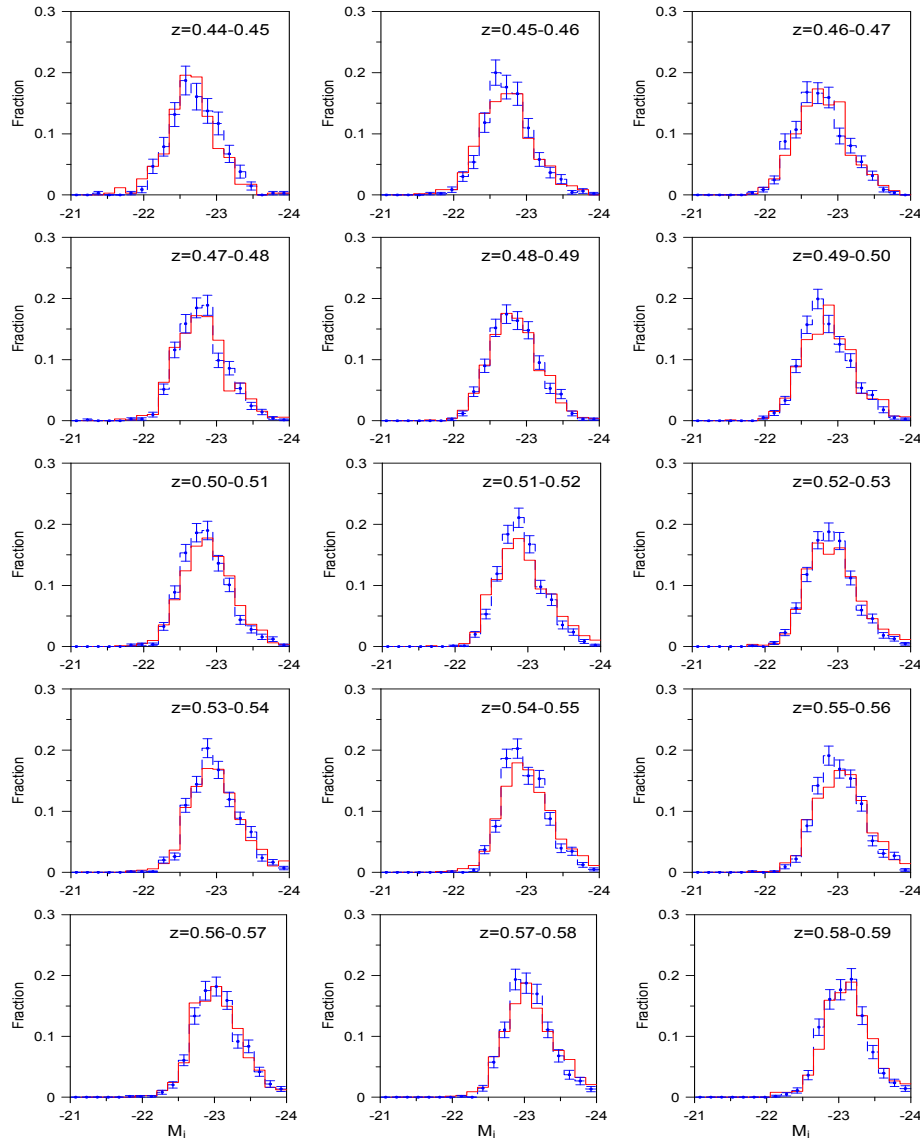 0.3 z=0.44-0.45 0.3 z=0.45-0.46 0.3 z=0.46-0.47
0.2 0.2 0.2
Fraction Fraction Fraction
0.1 0.1 0.1
0 0 0
-21 -22 -23 -24 -21 -22 -23 -24 -21 -22 -23 -24
0.3 z=0.47-0.48 0.3 z=0.48-0.49 0.3 z=0.49-0.50
0.2 0.2 0.2
Fraction Fraction Fraction
0.1 0.1 0.1
0 0 0
-21 -22 -23 -24 -21 -22 -23 -24 -21 -22 -23 -24
0.3 z=0.50-0.51 0.3 z=0.51-0.52 0.3 z=0.52-0.53
0.2 0.2 0.2
Fraction Fraction Fraction
0.1 0.1 0.1
0 0 0
-21 -22 -23 -24 -21 -22 -23 -24 -21 -22 -23 -24
0.3 z=0.53-0.54 0.3 z=0.54-0.55 0.3 z=0.55-0.56
0.2 0.2 0.2
Fraction Fraction Fraction
0.1 0.1 0.1
0 0 0
-21 -22 -23 -24 -21 -22 -23 -24 -21 -22 -23 -24
0.3 z=0.56-0.57 0.3 z=0.57-0.58 0.3 z=0.58-0.59
0.2 0.2 0.2
Fraction Fraction Fraction
0.1 0.1 0.1
0 0 0
-21 -22 -23 -24 -21 -22 -23 -24 -21 -22 -23 -24
M_i M_i M_i